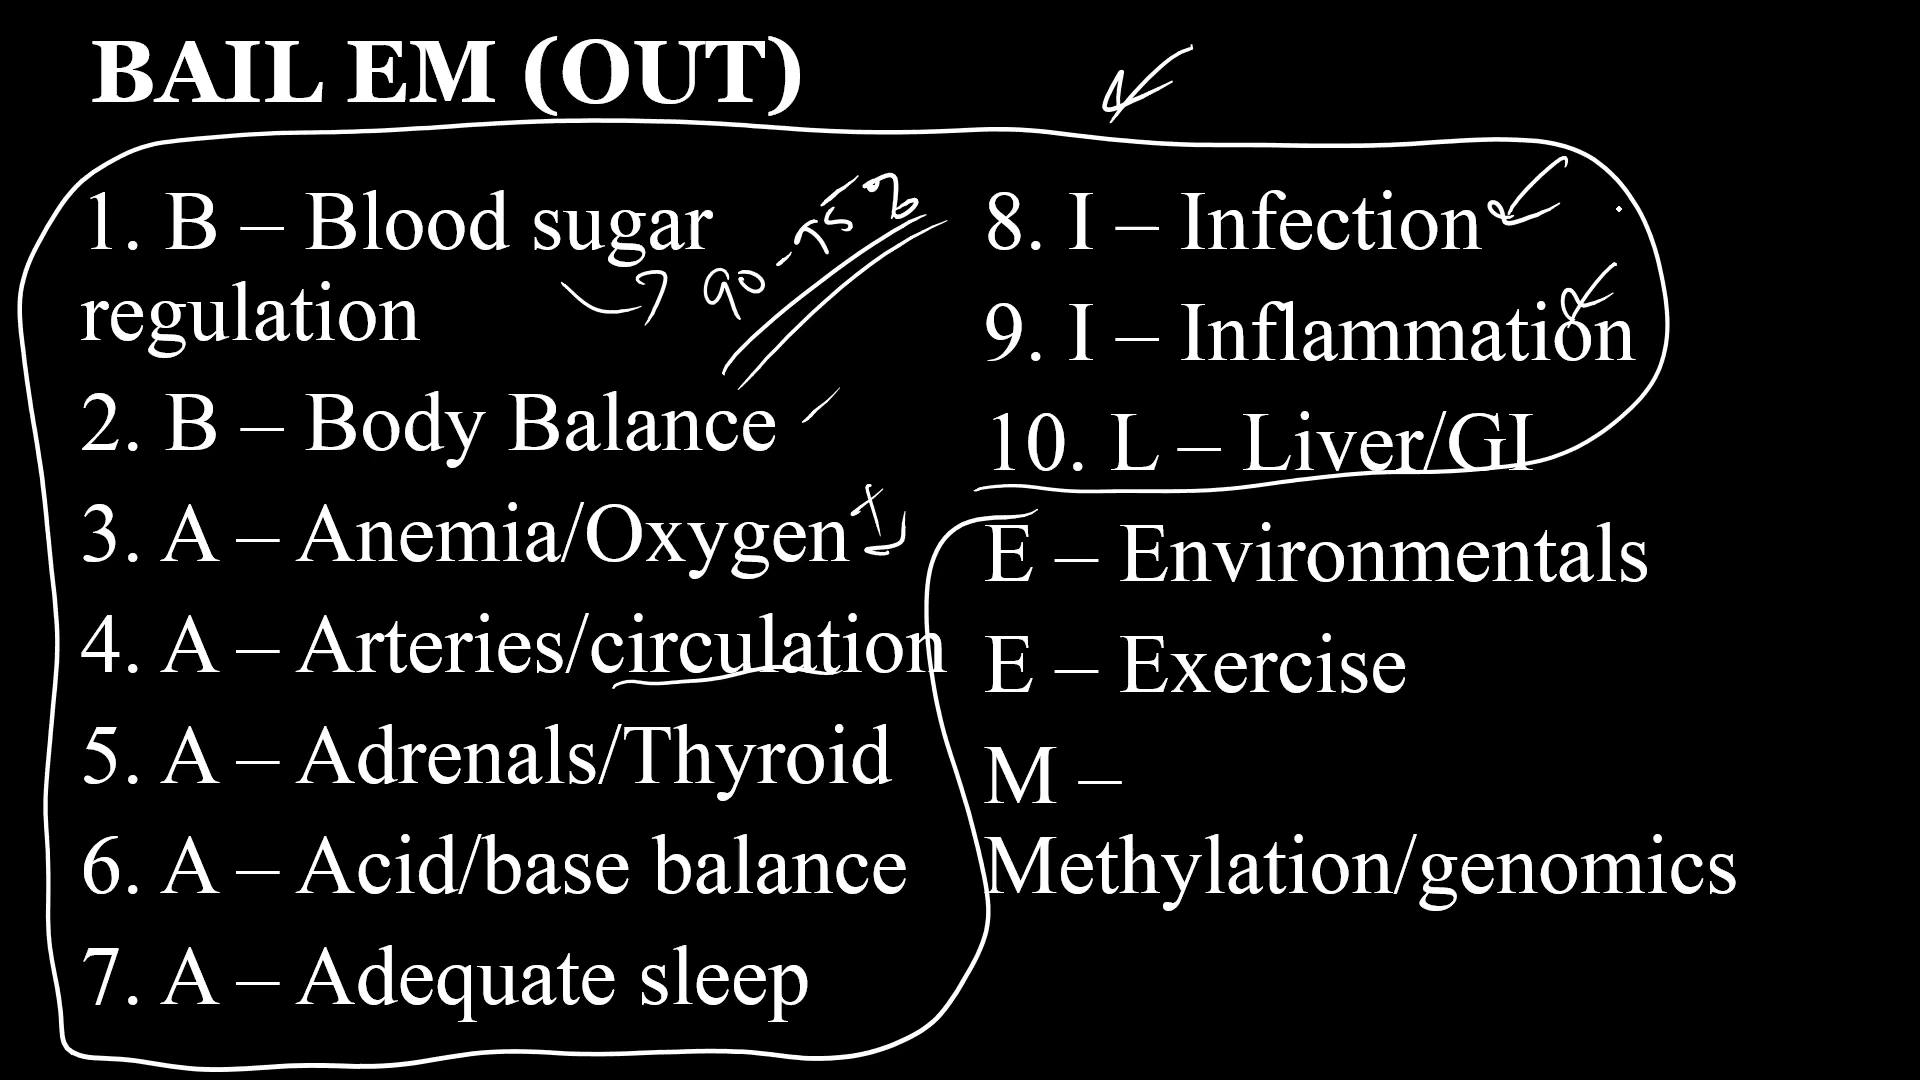 BAIL EM (OUT)
1. B – Blood sugar
regulation
90-95%
2. B – Body Balance
3. A – Anemia/Oxygen
4. A – Arteries/circulation
5. A – Adrenals/Thyroid
6. A – Acid/base balance
7. A – Adequate sleep
8. I – Infection
9. I – Inflammation
10. L – Liver/GI
E – Environmentals
E – Exercise
M –
Methylation/genomics